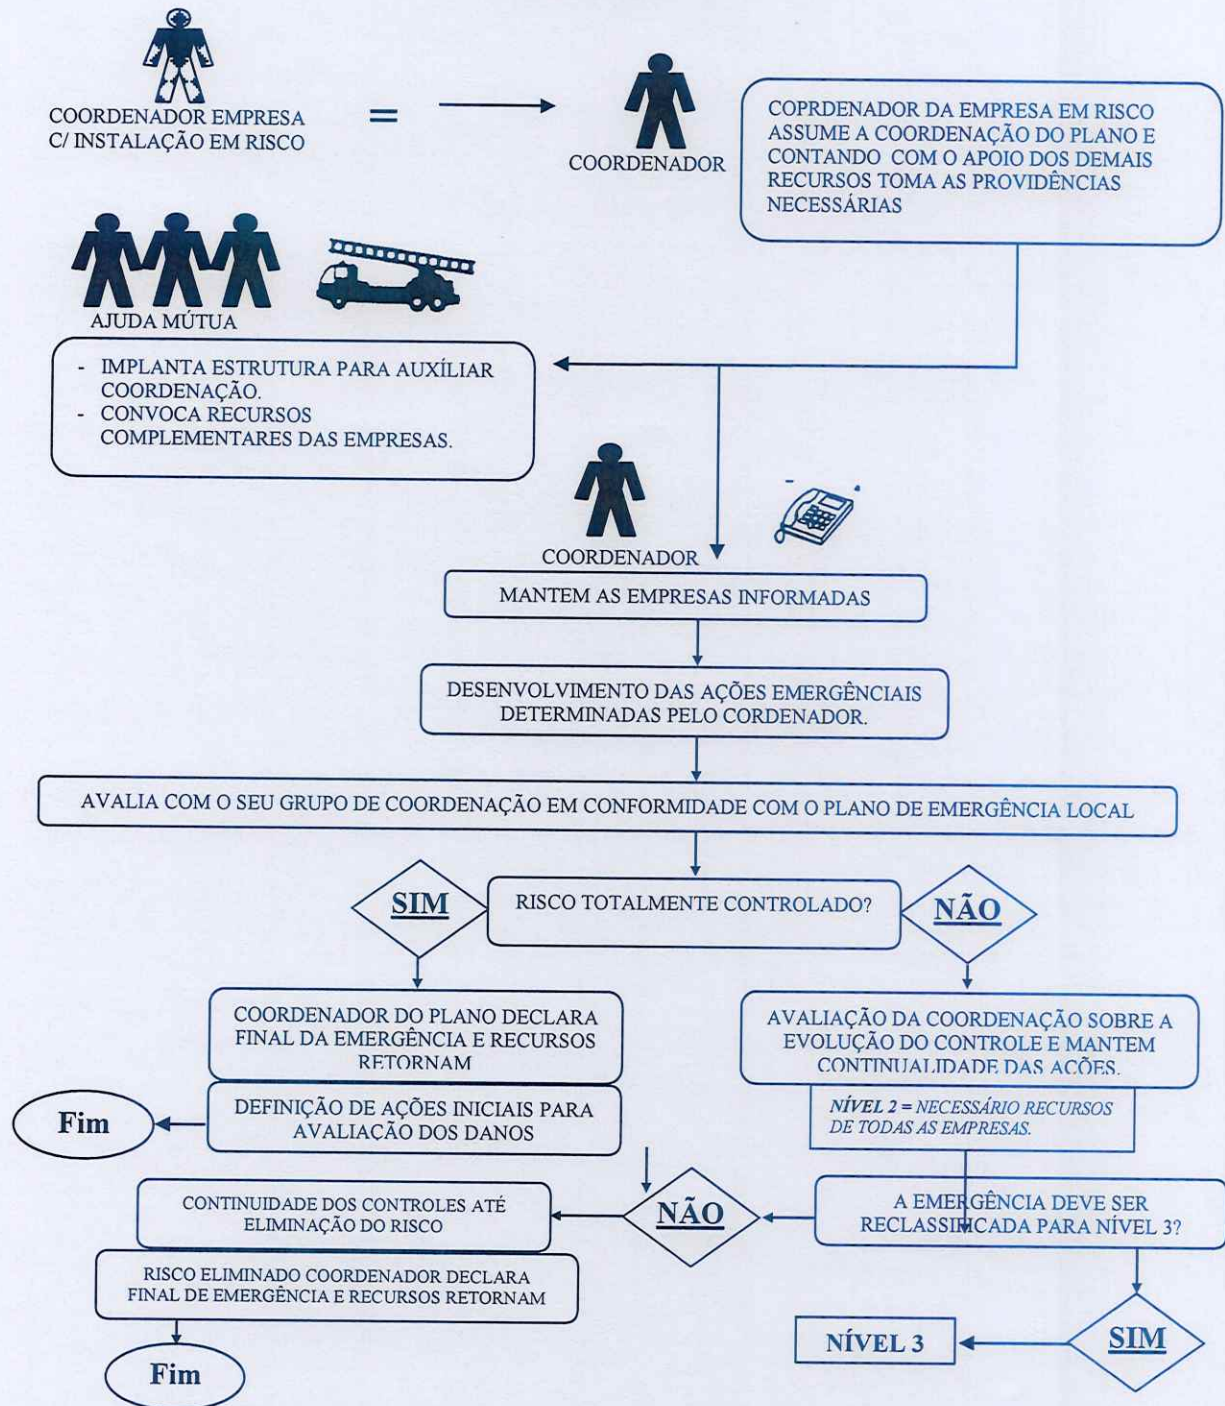 COORDENADOR EMPRESA
C/ INSTALAÇÃO EM RISCO
=
COORDENADOR
COPRDENADOR DA EMPRESA EM RISCO
ASSUME A COORDENAÇÃO DO PLANO E
CONTANDO COM O APOIO DOS DEMAIS
RECURSOS TOMA AS PROVIDÊNCIAS
NECESSÁRIAS
AJUDA MÚTUA
- IMPLANTA ESTRUTURA PARA AUXÍLIAR
COORDENAÇÃO.
- CONVOCA RECURSOS
COMPLEMENTARES DAS EMPRESAS.
COORDENADOR
MANTEM AS EMPRESAS INFORMADAS
DESENVOLVIMENTO DAS AÇÕES EMERGÊNCIAIS
DETERMINADAS PELO CORDENADOR.
AVALIA COM O SEU GRUPO DE COORDENAÇÃO EM CONFORMIDADE COM O PLANO DE EMERGÊNCIA LOCAL
SIM
RISCO TOTALMENTE CONTROLADO?
NÃO
COORDENADOR DO PLANO DECLARA
FINAL DA EMERGÊNCIA E RECURSOS
RETORNAM
AVALIAÇÃO DA COORDENAÇÃO SOBRE A
EVOLUÇÃO DO CONTROLE E MANTEM
CONTINUALIDADE DAS AÇÕES.
Fim
DEFINIÇÃO DE AÇÕES INICIAIS PARA
AVALIAÇÃO DOS DANOS
NÍVEL 2 = NECESSÁRIO RECURSOS
DE TODAS AS EMPRESAS.
CONTINUIDADE DOS CONTROLES ATÉ
ELIMINAÇÃO DO RISCO
NÃO
A EMERGÊNCIA DEVE SER
RECLASSIFICADA PARA NÍVEL 3?
RISCO ELIMINADO COORDENADOR DECLARA
FINAL DE EMERGÊNCIA E RECURSOS RETORNAM
NÍVEL 3
SIM
Fim